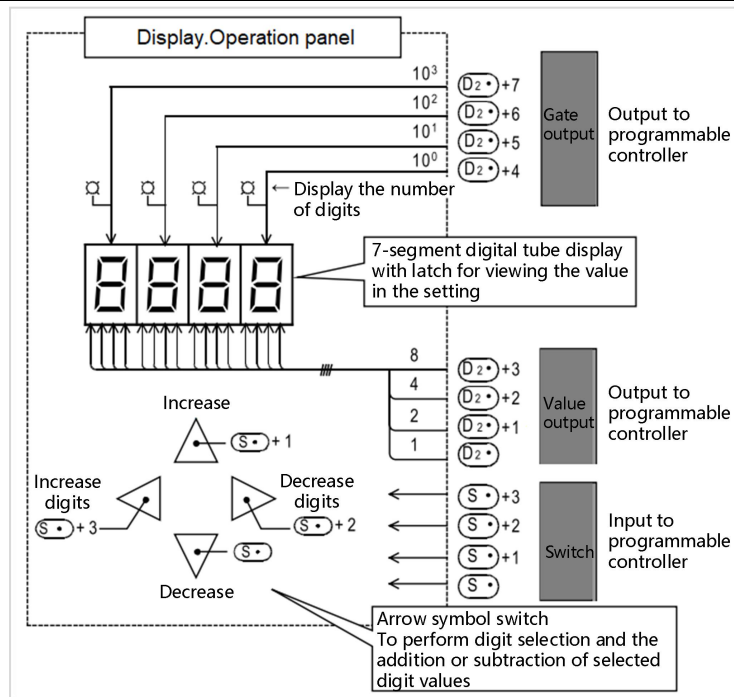 Display.Operation panel
10³ D₂• +7
10² D₂• +6
10¹ D₂• +5
10⁰ D₂• +4
Gate
output
Output to
programmable
controller
← Display the number
of digits
7-segment digital tube display
with latch for viewing the value
in the setting
8 D₂• +3
4 D₂• +2
2 D₂• +1
1 D₂•
Value
output
Output to
programmable
controller
Increase
S• +1
Increase
digits
S• +3
Decrease
digits
S• +2
S•
Decrease
S• +3
S• +2
S• +1
S•
Switch
Input to
programmable
controller
Arrow symbol switch
To perform digit selection and the
addition or subtraction of selected
digit values